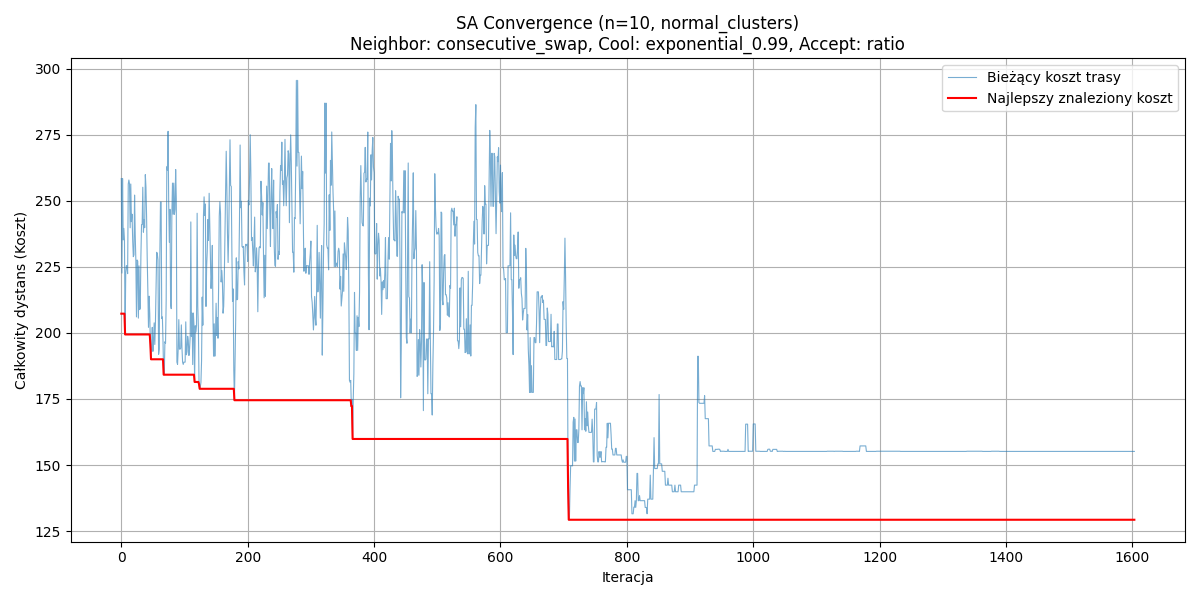 SA Convergence (n=10, normal_clusters)
Neighbor: consecutive_swap, Cool: exponential_0.99, Accept: ratio
Bieżący koszt trasy
Najlepszy znaleziony koszt
Całkowity dystans (Koszt)
300
275
250
225
200
175
150
125
0 200 400 600 800 1000 1200 1400 1600
Iteracja